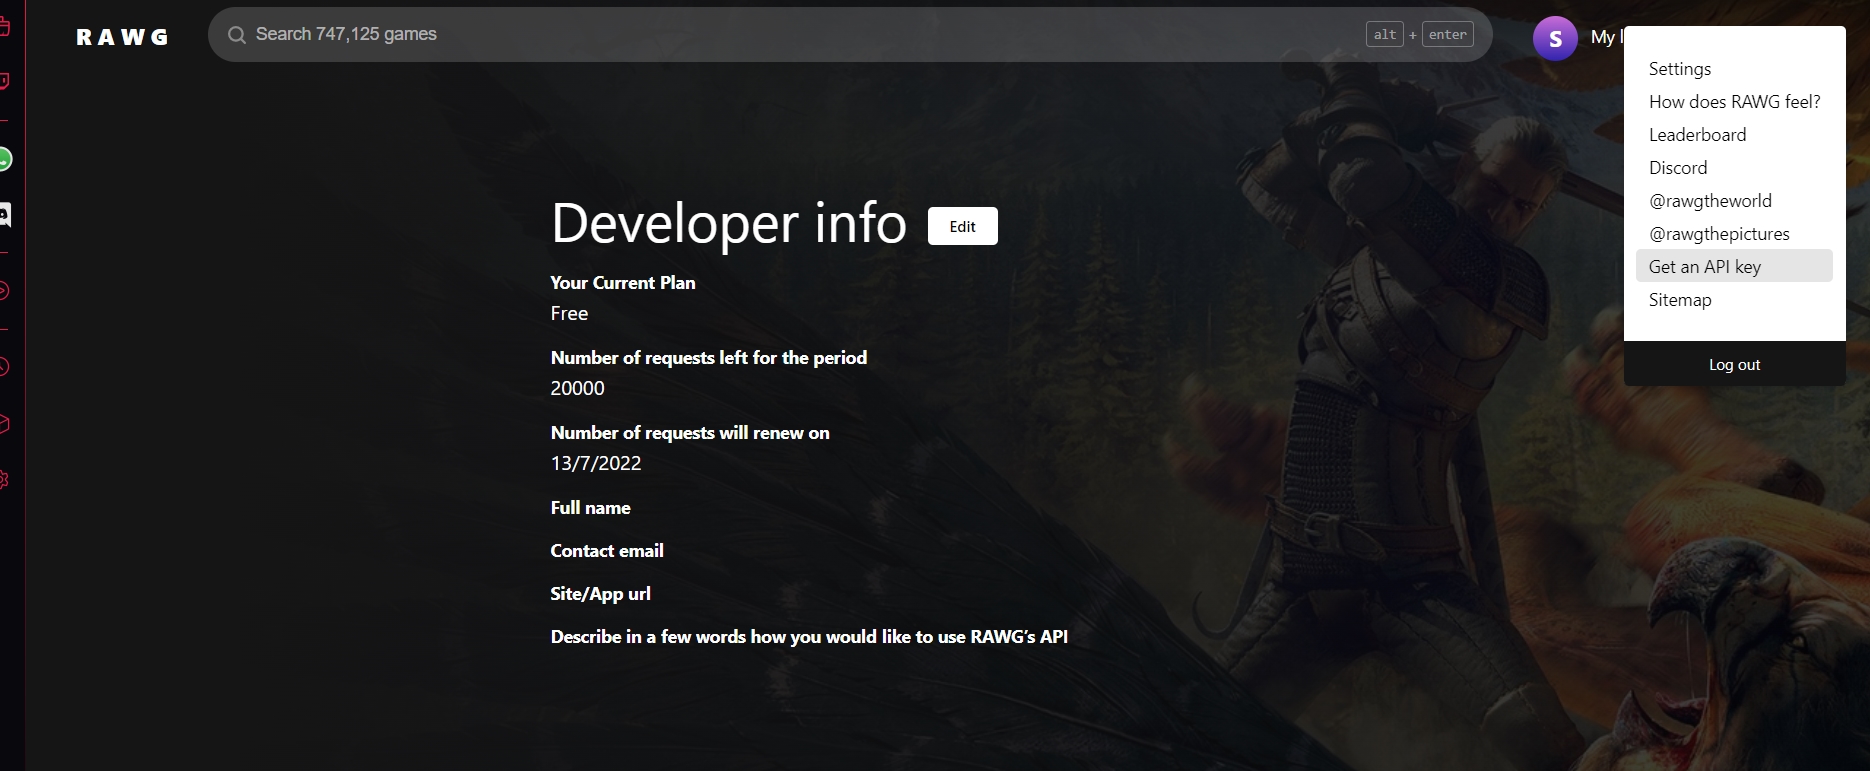 RAWG
Search 747,125 games
alt + enter
S
My
Settings
How does RAWG feel?
Leaderboard
Discord
@rawgtheworld
@rawgthepictures
Get an API key
Sitemap
Log out
Developer info
Edit
Your Current Plan
Free
Number of requests left for the period
20000
Number of requests will renew on
13/7/2022
Full name
Contact email
Site/App url
Describe in a few words how you would like to use RAWG's API